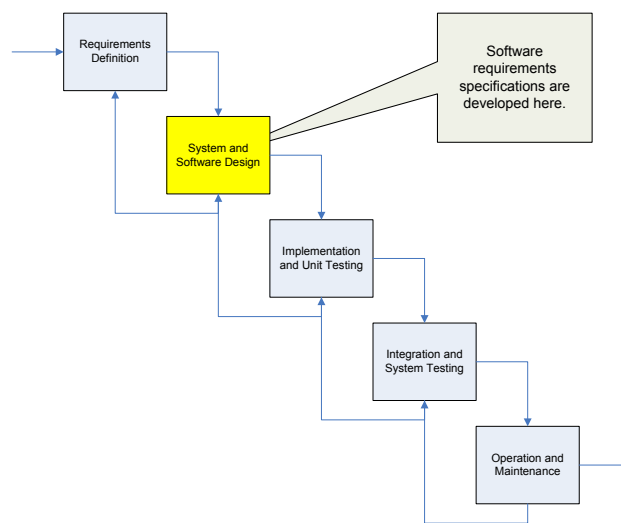 Requirements
Definition
Software
requirements
specifications are
developed here.
System and
Software Design
Implementation
and Unit Testing
Integration and
System Testing
Operation and
Maintenance